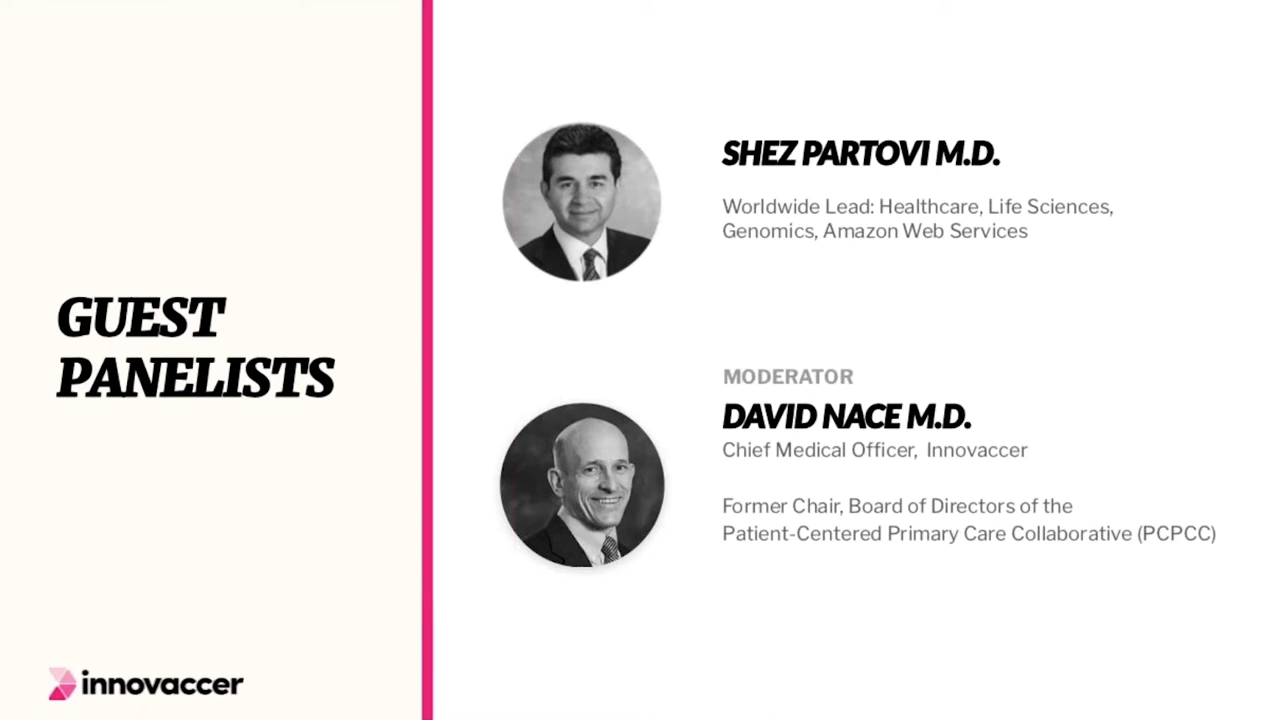 GUEST
PANELISTS
SHEZ PARTOVI M.D.
Worldwide Lead: Healthcare, Life Sciences,
Genomics, Amazon Web Services
MODERATOR
DAVID NACE M.D.
Chief Medical Officer, Innovaccer
Former Chair, Board of Directors of the
Patient-Centered Primary Care Collaborative (PCPCC)
innovaccer